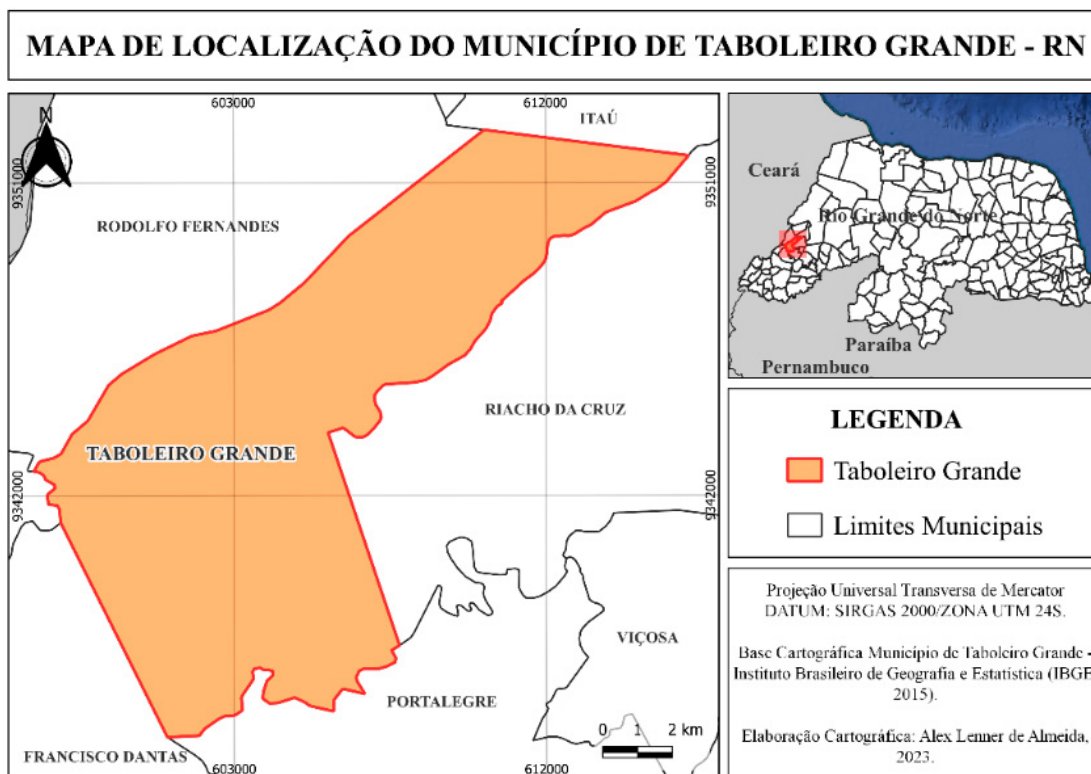 MAPA DE LOCALIZAÇÃO DO MUNICÍPIO DE TABOLEIRO GRANDE - RN
603000
612000
N
ITAÚ
9351000
9351000
RODOLFO FERNANDES
RIACHO DA CRUZ
TABOLEIRO GRANDE
9342000
9342000
VIÇOSA
PORTALEGRE
FRANCISCO DANTAS
0 1 2 km
603000
612000
Ceará
Rio Grande do Norte
Paraíba
Pernambuco
LEGENDA
Taboleiro Grande
Limites Municipais
Projeção Universal Transversa de Mercator
DATUM: SIRGAS 2000/ZONA UTM 24S.
Base Cartográfica Município de Taboleiro Grande -
Instituto Brasileiro de Geografia e Estatística (IBGE
2015).
Elaboração Cartográfica: Alex Lenner de Almeida,
2023.